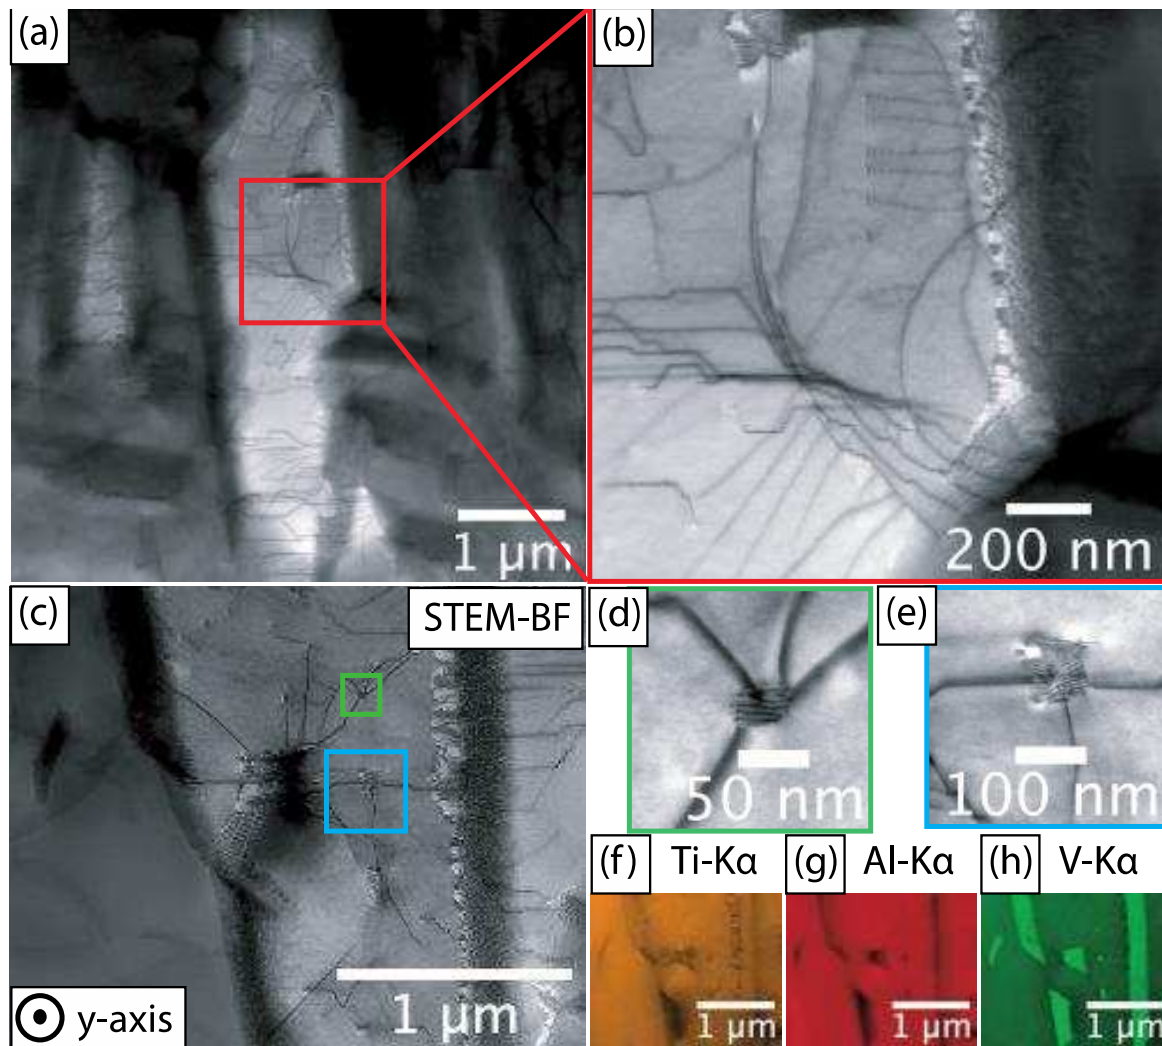 (a)
1 µm
(b)
200 nm
(c)
STEM-BF
1 µm
y-axis
(d)
50 nm
(e)
100 nm
(f) Ti-Kα
1 µm
(g) Al-Kα
1 µm
(h) V-Kα
1 µm